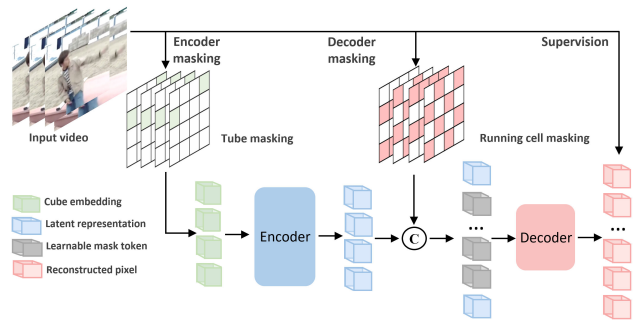 Encoder
masking
Decoder
masking
Supervision
Input video
Tube masking
Running cell masking
Cube embedding
Latent representation
Learnable mask token
Reconstructed pixel
Encoder
C
...
...
Decoder